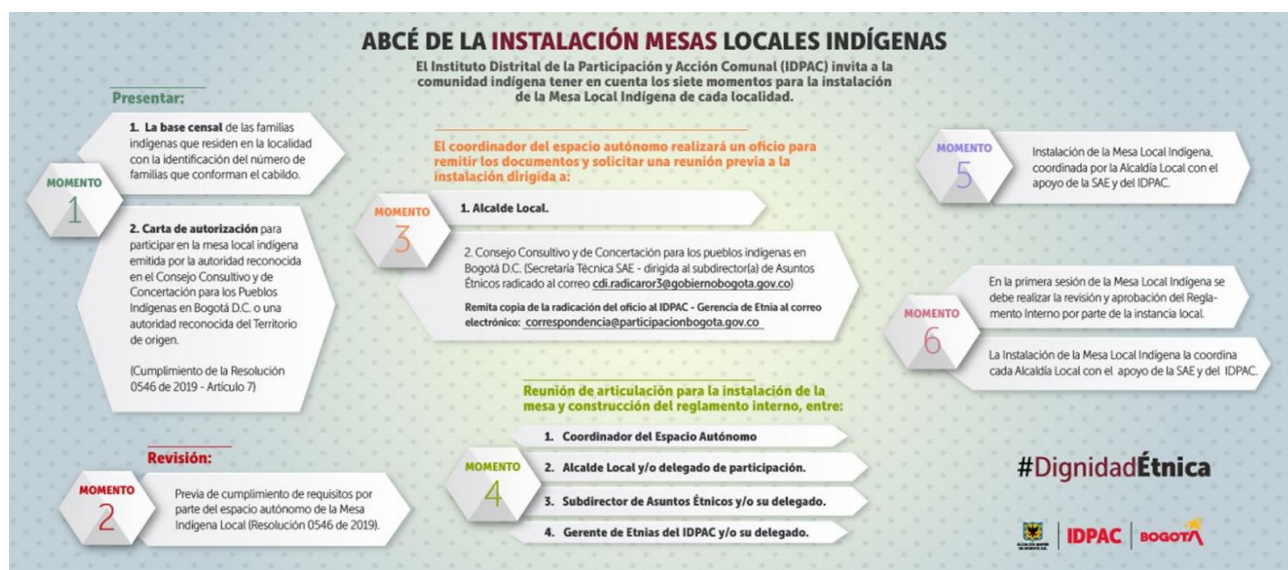 ABCÉ DE LA INSTALACIÓN MESAS LOCALES INDÍGENAS
El Instituto Distrital de la Participación y Acción Comunal (IDPAC) invita a la
comunidad indígena tener en cuenta los siete momentos para la instalación
de la Mesa Local Indígena de cada localidad.
Presentar:
MOMENTO
1
1. La base censal de las familias
indígenas que residen en la localidad
con la identificación del número de
familias que conforman el cabildo.
2. Carta de autorización para
participar en la mesa local indígena
emitida por la autoridad reconocida
en el Consejo Consultivo y de
Concertación para los Pueblos
Indígenas en Bogotá D.C. o una
autoridad reconocida del Territorio
de origen.
(Cumplimiento de la Resolución
0546 de 2019 - Artículo 7)
Revisión:
MOMENTO
2
Previa de cumplimiento de requisitos por
parte del espacio autónomo de la Mesa
Indígena Local (Resolución 0546 de 2019).
El coordinador del espacio autónomo realizará un oficio para
remitir los documentos y solicitar una reunión previa a la
instalación dirigida a:
MOMENTO
3
1. Alcalde Local.
2. Consejo Consultivo y de Concertación para los pueblos indígenas en
Bogotá D.C. (Secretaría Técnica SAE - dirigida al subdirector(a) de Asuntos
Étnicos radicado al correo cdi.radicaror3@gobiernobogota.gov.co)
Remita copia de la radicación del oficio al IDPAC - Gerencia de Etnia al correo
electrónico: correspondencia@participacionbogota.gov.co
Reunión de articulación para la instalación de la
mesa y construcción del reglamento interno, entre:
MOMENTO
4
1. Coordinador del Espacio Autónomo
2. Alcalde Local y/o delegado de participación.
3. Subdirector de Asuntos Étnicos y/o su delegado.
4. Gerente de Etnias del IDPAC y/o su delegado.
MOMENTO
5
Instalación de la Mesa Local Indígena,
coordinada por la Alcaldía Local con el
apoyo de la SAE y del IDPAC.
MOMENTO
6
En la primera sesión de la Mesa Local Indígena se
debe realizar la revisión y aprobación del Regla-
mento Interno por parte de la instancia local.
La Instalación de la Mesa Local Indígena la coordina
cada Alcaldía Local con el apoyo de la SAE y del IDPAC.
#DignidadÉtnica
ALCALDÍA MAYOR
DE BOGOTÁ D.C.
IDPAC
BOGOTÁ